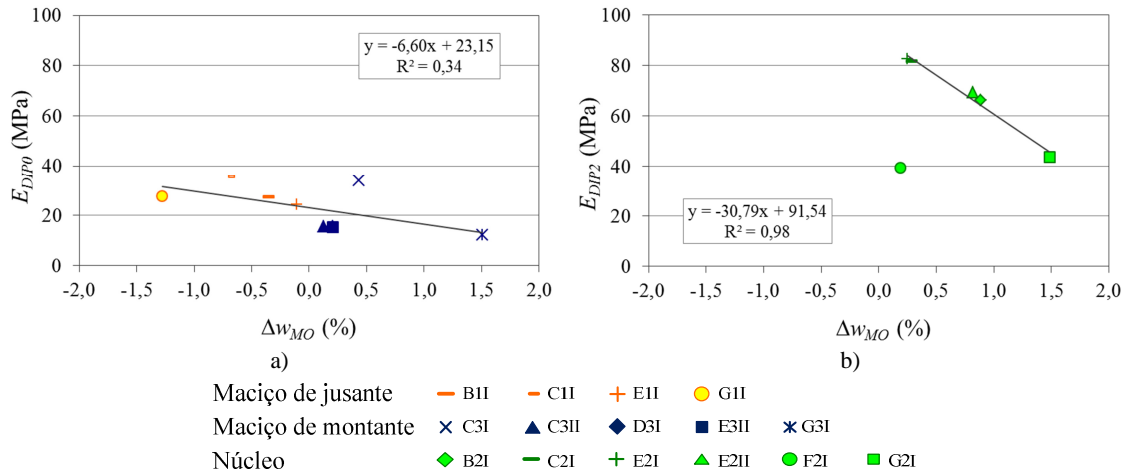 100
80
60
40
20
0
E_DIP0 (MPa)
y = -6,60x + 23,15
R² = 0,34
-2,0 -1,5 -1,0 -0,5 0,0 0,5 1,0 1,5 2,0
Δw_MO (%)
a)
100
80
60
40
20
0
E_DIP2 (MPa)
y = -30,79x + 91,54
R² = 0,98
-2,0 -1,5 -1,0 -0,5 0,0 0,5 1,0 1,5 2,0
Δw_MO (%)
b)
Maciço de jusante B1I C1I E1I G1I
Maciço de montante C3I C3II D3I E3II G3I
Núcleo B2I C2I E2I E2II F2I G2I